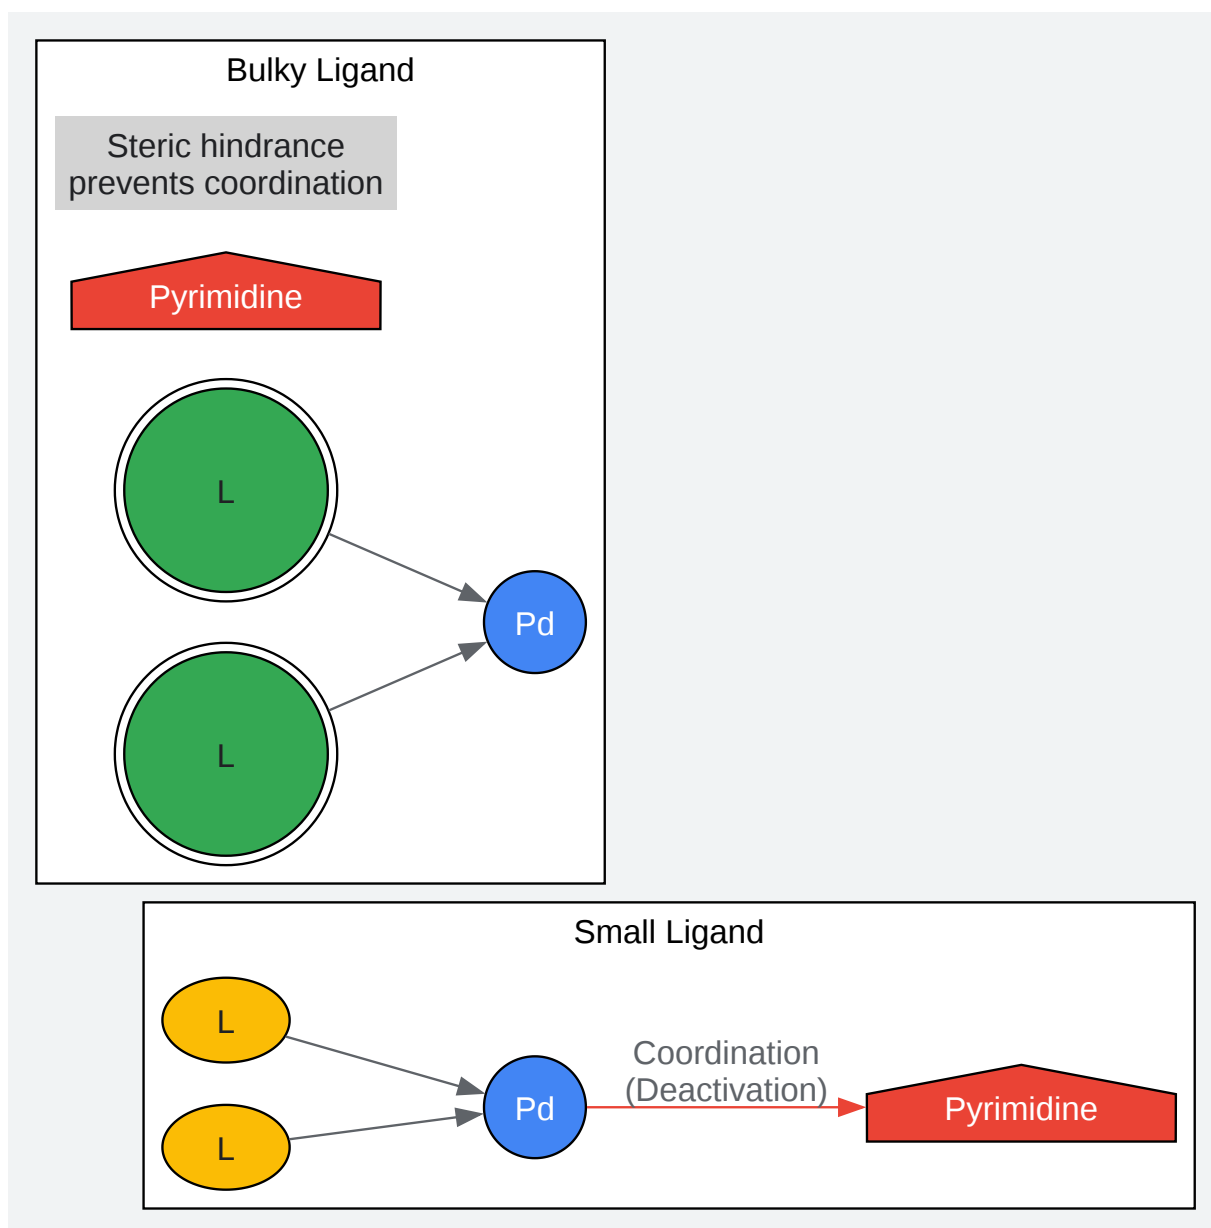 Bulky Ligand
Steric hindrance
prevents coordination
Pyrimidine
L
Pd
L
Small Ligand
L
Coordination
(Deactivation)
Pd
Pyrimidine
L